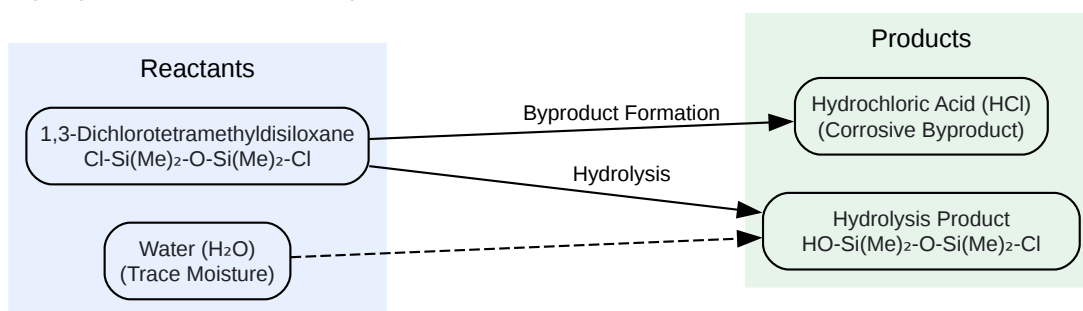 Reactants
1,3-Dichlorotetramethyldisiloxane
Cl-Si(Me)₂-O-Si(Me)₂-Cl
Water (H₂O)
(Trace Moisture)
Byproduct Formation
Hydrolysis
Products
Hydrochloric Acid (HCl)
(Corrosive Byproduct)
Hydrolysis Product
HO-Si(Me)₂-O-Si(Me)₂-Cl